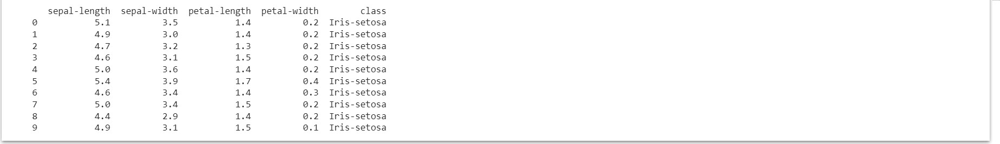 sepal-length sepal-width petal-length petal-width class
0 5.1 3.5 1.4 0.2 Iris-setosa
1 4.9 3.0 1.4 0.2 Iris-setosa
2 4.7 3.2 1.3 0.2 Iris-setosa
3 4.6 3.1 1.5 0.2 Iris-setosa
4 5.0 3.6 1.4 0.2 Iris-setosa
5 5.4 3.9 1.7 0.4 Iris-setosa
6 4.6 3.4 1.4 0.3 Iris-setosa
7 5.0 3.4 1.5 0.2 Iris-setosa
8 4.4 2.9 1.4 0.2 Iris-setosa
9 4.9 3.1 1.5 0.1 Iris-setosa